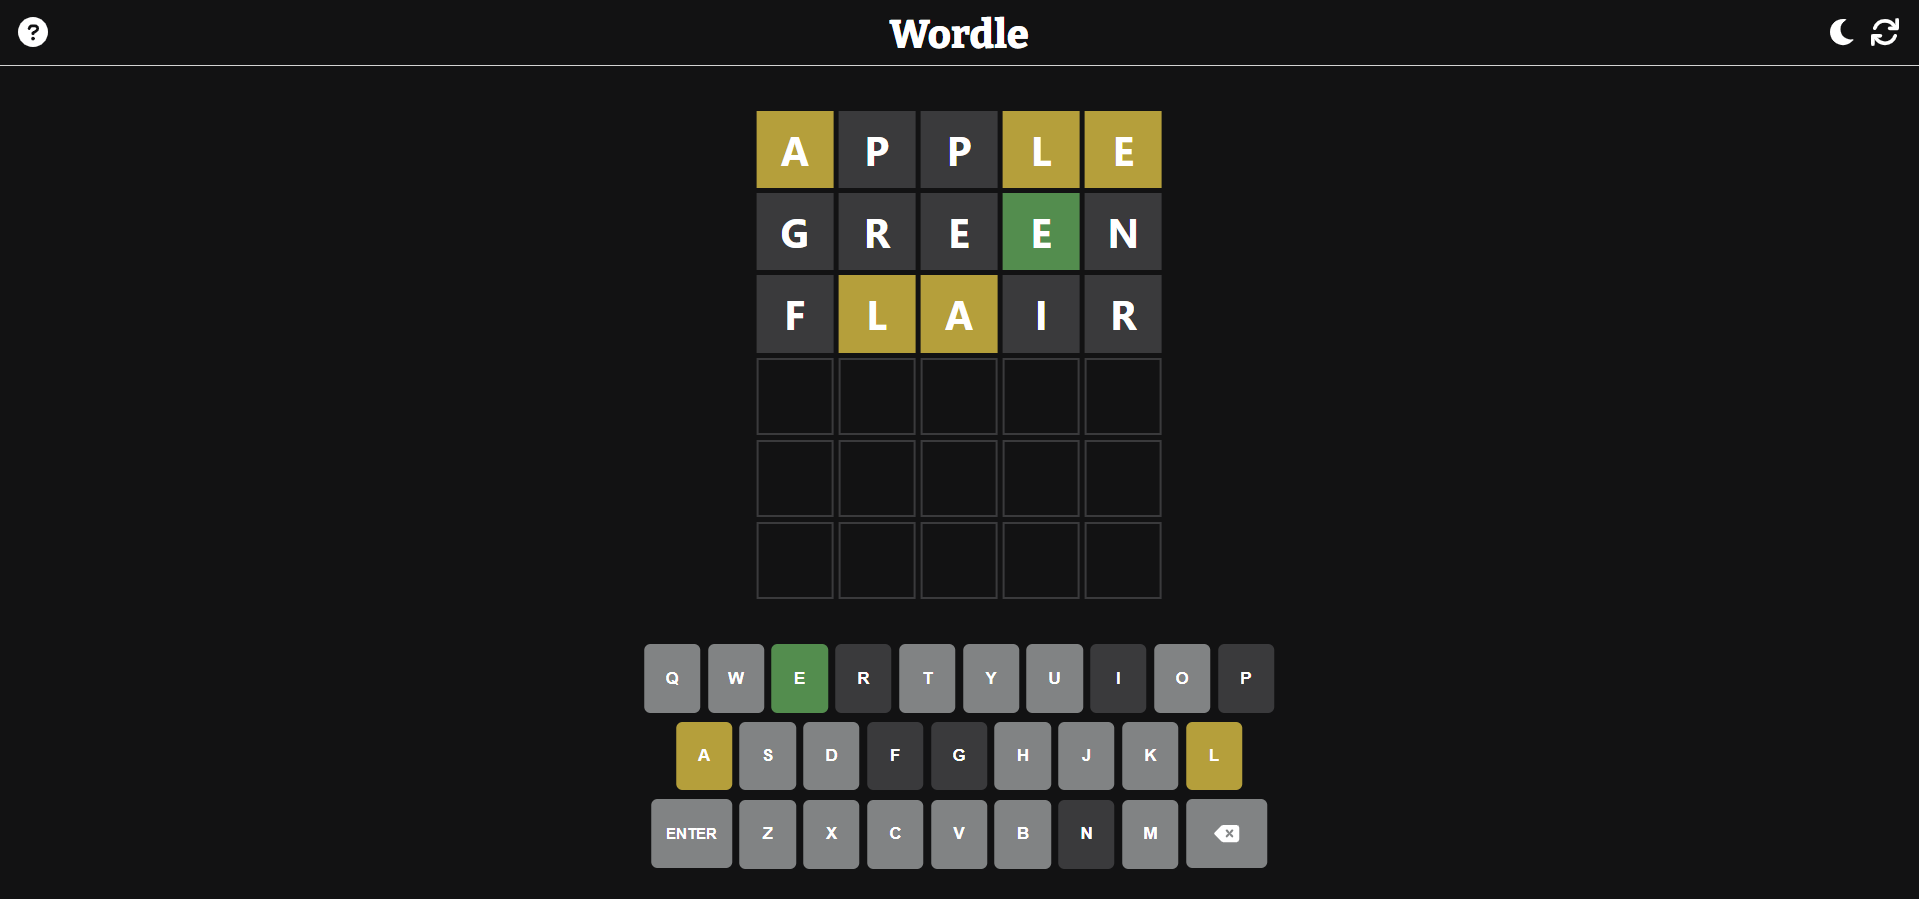 ?
Wordle
A P P L E
G R E E N
F L A I R
Q W E R T Y U I O P
A S D F G H J K L
ENTER Z X C V B N M